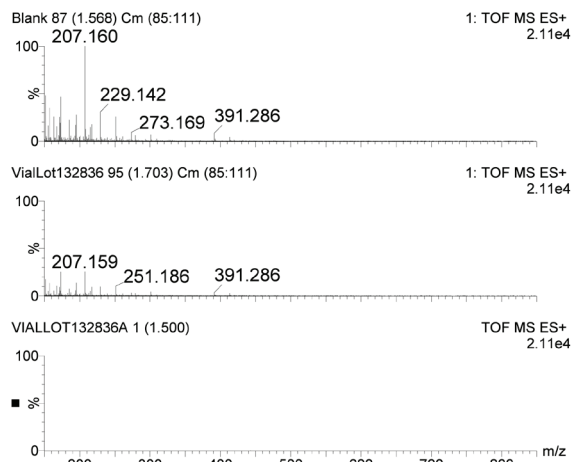 Blank 87 (1.568) Cm (85:111) 1: TOF MS ES+
2.11e4
100
207.160
%
229.142
273.169
391.286
0
VialLot132836 95 (1.703) Cm (85:111) 1: TOF MS ES+
2.11e4
100
%
207.159
251.186
391.286
0
VIALLOT132836A 1 (1.500) TOF MS ES+
2.11e4
100
%
0
m/z